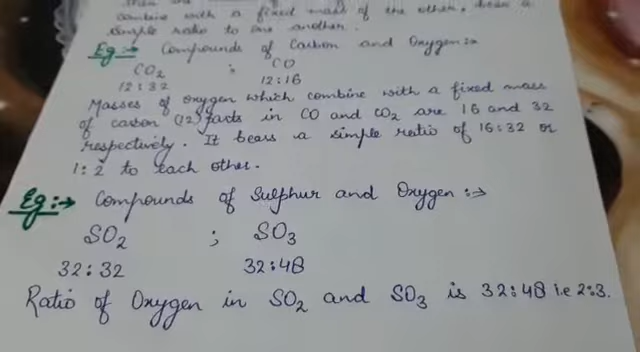 combine with a fixed mass of the other, bears a
simple ratio to one another.
Eg:→ Compounds of Carbon and Oxygen:→
CO₂ ; CO
12:32 12:16
Masses of oxygen which combine with a fixed mass
of carbon (12) parts in CO and CO₂ are 16 and 32
respectively. It bears a simple ratio of 16:32 or
1:2 to each other.
Eg:→ Compounds of Sulphur and Oxygen:→
SO₂ ; SO₃
32:32 32:48
Ratio of Oxygen in SO₂ and SO₃ is 32:48 i.e 2:3.